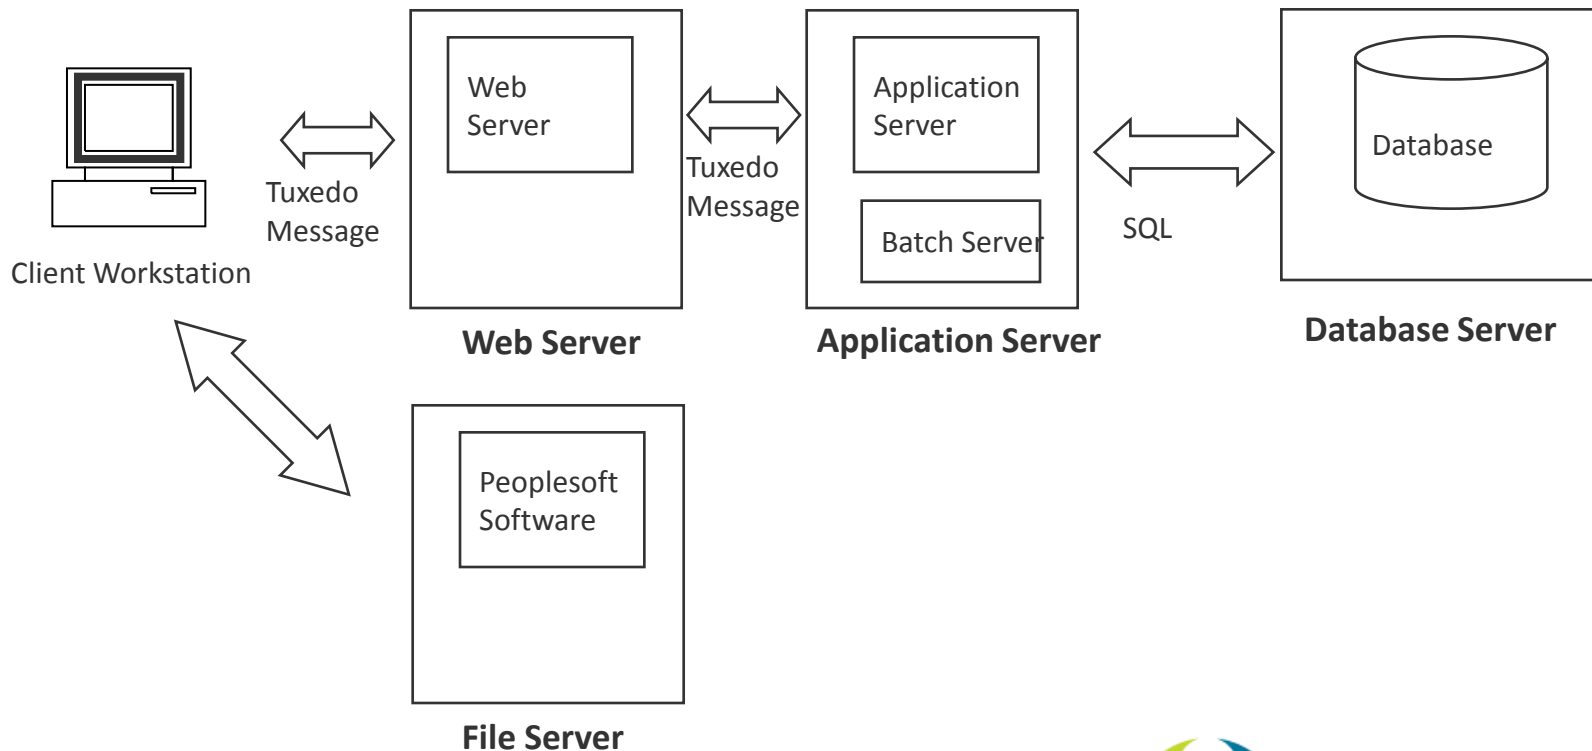 Client Workstation
Tuxedo
Message
Web
Server
Web Server
Tuxedo
Message
Application
Server
Batch Server
Application Server
SQL
Database
Database Server
Peoplesoft
Software
File Server